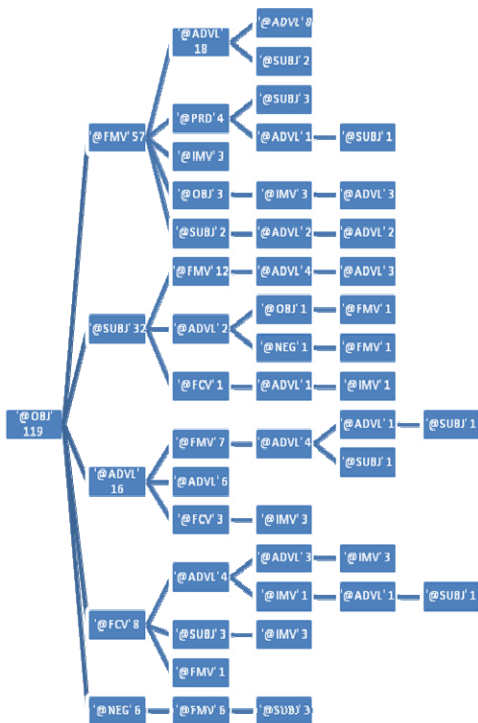 '@ADVL' 8
'@ADVL'
18
'@SUBJ' 2
'@SUBJ' 3
'@PRD' 4
'@FMV' 57
'@ADVL' 1
'@SUBJ' 1
'@IMV' 3
'@OBJ' 3
'@IMV' 3
'@ADVL' 3
'@SUBJ' 2
'@ADVL' 2
'@ADVL' 2
'@FMV' 12
'@ADVL' 4
'@ADVL' 3
'@OBJ' 1
'@FMV' 1
'@SUBJ' 32
'@ADVL' 2
'@NEG' 1
'@FMV' 1
'@FCV' 1
'@ADVL' 1
'@IMV' 1
'@OBJ'
119
'@ADVL' 1
'@SUBJ' 1
'@FMV' 7
'@ADVL' 4
'@SUBJ' 1
'@ADVL'
16
'@ADVL' 6
'@FCV' 3
'@IMV' 3
'@ADVL' 3
'@IMV' 3
'@ADVL' 4
'@IMV' 1
'@ADVL' 1
'@SUBJ' 1
'@FCV' 8
'@SUBJ' 3
'@IMV' 3
'@FMV' 1
'@NEG' 6
'@FMV' 6
'@SUBJ' 3